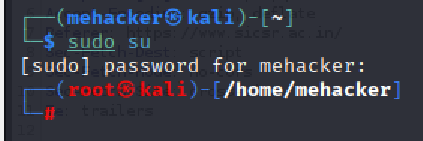 ┌──(mehacker㉿kali)-[~]
└─$ sudo su
[sudo] password for mehacker:
┌──(root㉿kali)-[/home/mehacker]
└─#